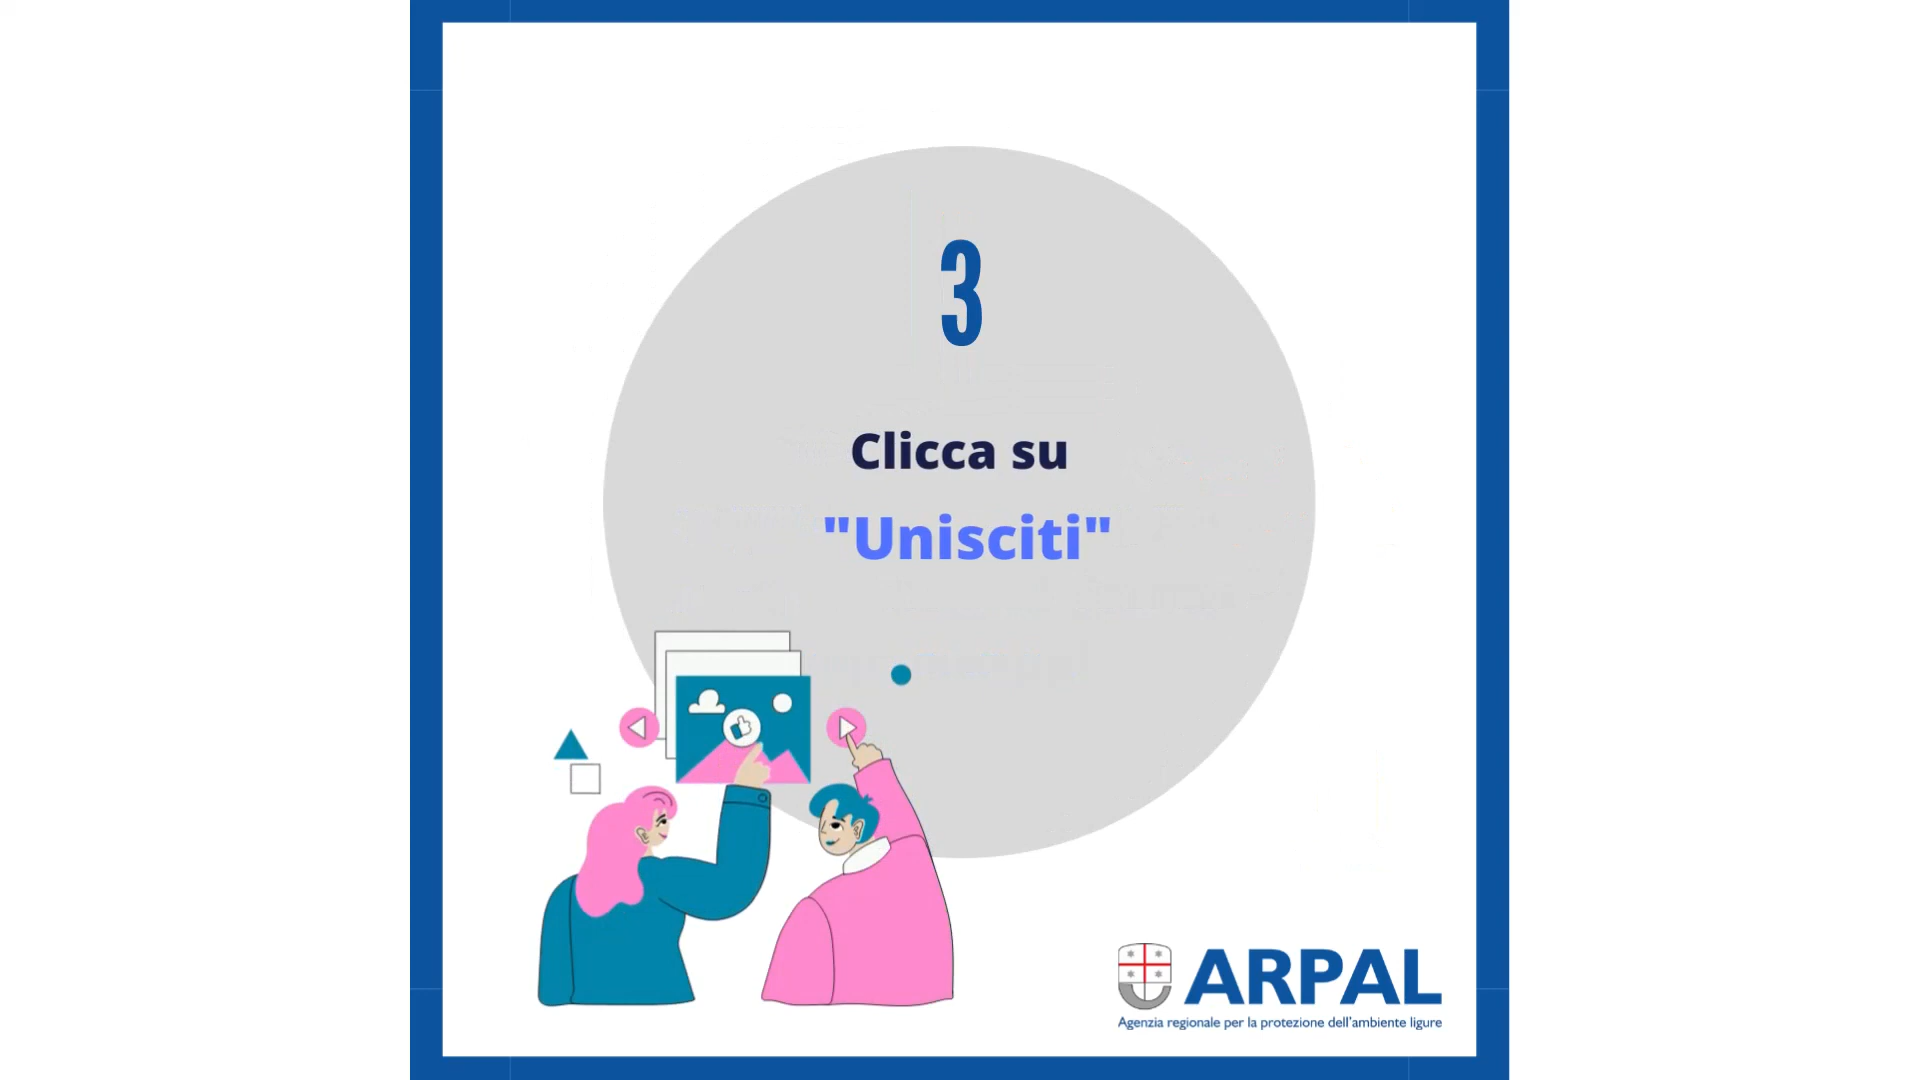 3
Clicca su
"Unisciti"
ARPAL
Agenzia regionale per la protezione dell'ambiente ligure